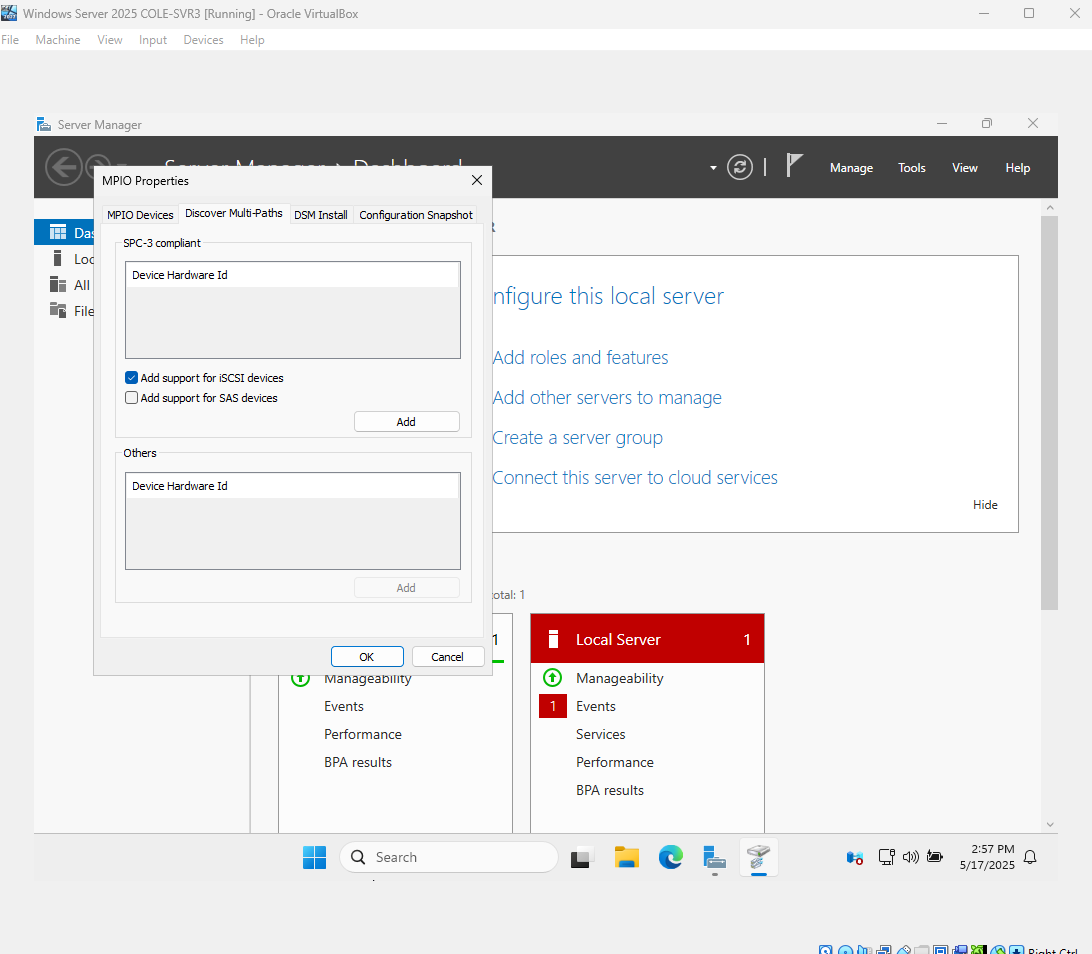 Windows Server 2025 COLE-SVR3 [Running] - Oracle VirtualBox
File Machine View Input Devices Help
Server Manager
Server Manager › Dashboard
Manage Tools View Help
MPIO Properties
MPIO Devices Discover Multi-Paths DSM Install Configuration Snapshot
SPC-3 compliant
Device Hardware Id
Add support for iSCSI devices
Add support for SAS devices
Add
Others
Device Hardware Id
Add
OK Cancel
Das
Loc
All
File
R
nfigure this local server
Add roles and features
Add other servers to manage
Create a server group
Connect this server to cloud services
Hide
otal: 1
1
Manageability
Events
Performance
BPA results
Local Server 1
Manageability
1 Events
Services
Performance
BPA results
Search
2:57 PM
5/17/2025
Right Ctrl